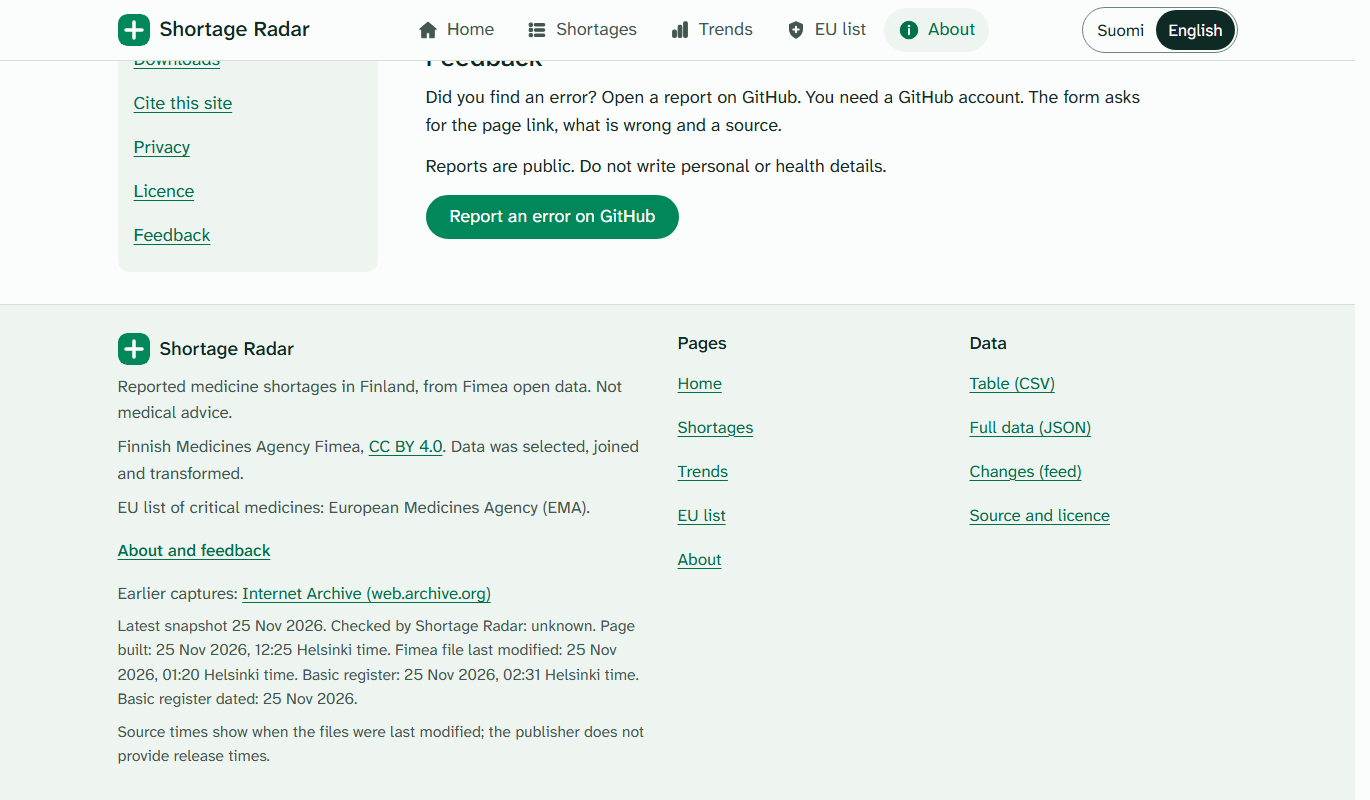 Shortage Radar
Home
Shortages
Trends
EU list
About
Suomi
English
Downloads
Cite this site
Privacy
Licence
Feedback
Feedback
Did you find an error? Open a report on GitHub. You need a GitHub account. The form asks
for the page link, what is wrong and a source.
Reports are public. Do not write personal or health details.
Report an error on GitHub
Shortage Radar
Reported medicine shortages in Finland, from Fimea open data. Not
medical advice.
Finnish Medicines Agency Fimea, CC BY 4.0. Data was selected, joined
and transformed.
EU list of critical medicines: European Medicines Agency (EMA).
About and feedback
Earlier captures: Internet Archive (web.archive.org)
Latest snapshot 25 Nov 2026. Checked by Shortage Radar: unknown. Page
built: 25 Nov 2026, 12:25 Helsinki time. Fimea file last modified: 25 Nov
2026, 01:20 Helsinki time. Basic register: 25 Nov 2026, 02:31 Helsinki time.
Basic register dated: 25 Nov 2026.
Source times show when the files were last modified; the publisher does not
provide release times.
Pages
Home
Shortages
Trends
EU list
About
Data
Table (CSV)
Full data (JSON)
Changes (feed)
Source and licence